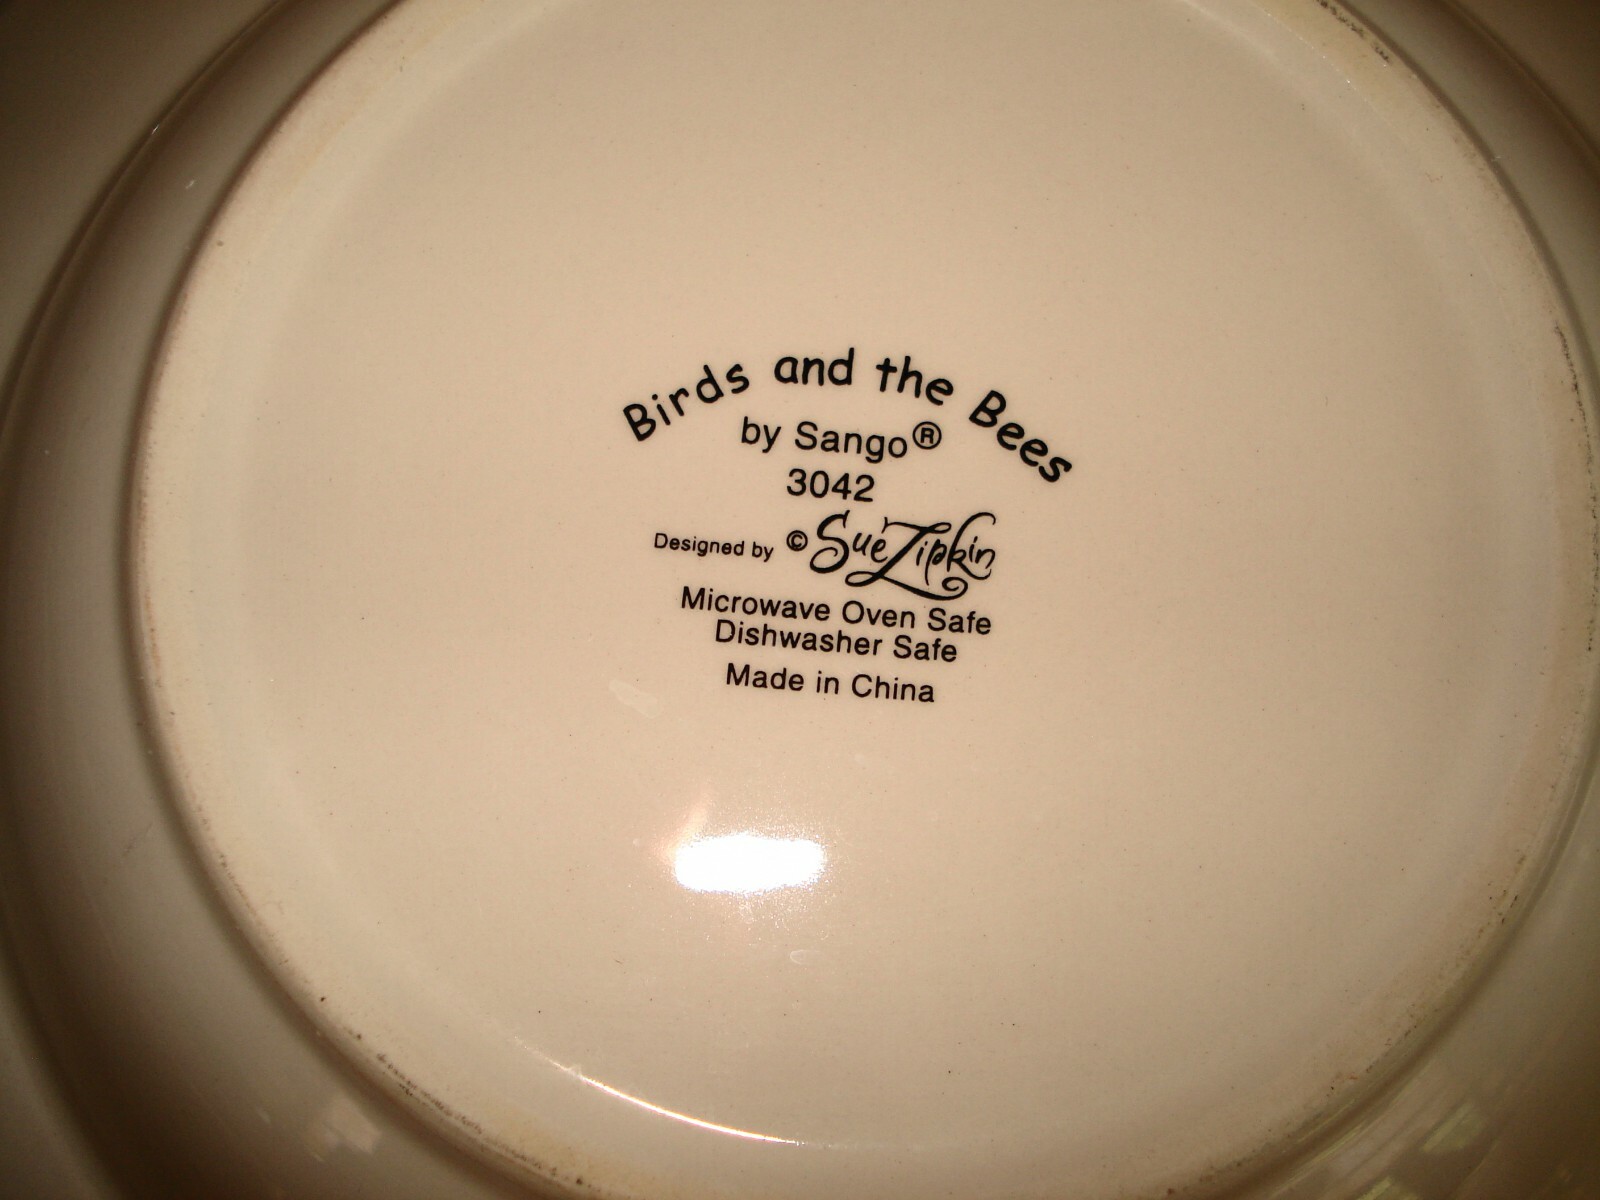 Birds and the Bees
by Sango®
3042
Designed by © Sue Zipkin
Microwave Oven Safe
Dishwasher Safe
Made in China